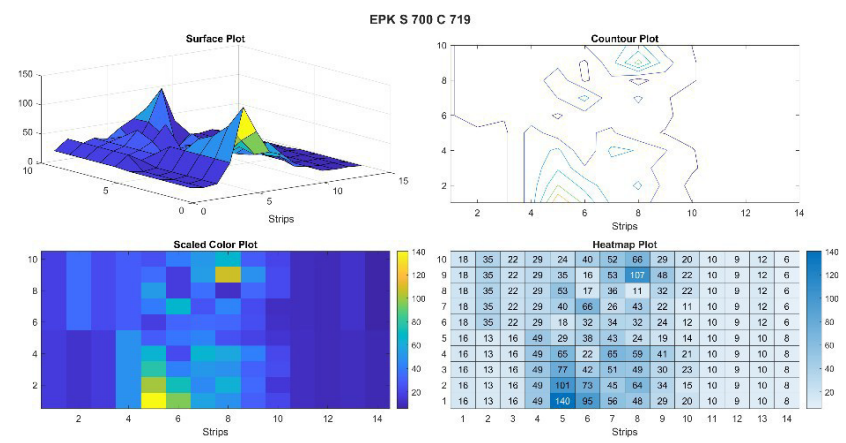 EPK S 700 C 719
Surface Plot
150
100
50
0
10
5
0
0
5
10
15
Strips
Countour Plot
10
8
6
4
2
2 4 6 8 10 12 14
Strips
Scaled Color Plot
10
8
6
4
2
2 4 6 8 10 12 14
Strips
140
120
100
80
60
40
20
Heatmap Plot
10 18 35 22 29 24 40 52 66 29 20 10 9 12 6
9 18 35 22 29 35 16 53 107 48 22 10 9 12 6
8 18 35 22 29 53 17 36 11 32 22 10 9 12 6
7 18 35 22 29 40 66 26 43 22 11 10 9 12 6
6 18 35 22 29 18 32 34 32 24 12 10 9 12 6
5 16 13 16 49 29 38 43 24 19 14 10 9 10 8
4 16 13 16 49 65 22 65 59 41 21 10 9 10 8
3 16 13 16 49 77 42 51 49 30 23 10 9 10 8
2 16 13 16 49 101 73 45 64 34 15 10 9 10 8
1 16 13 16 49 140 95 56 48 29 20 10 9 10 8
1 2 3 4 5 6 7 8 9 10 11 12 13 14
Strips
140
120
100
80
60
40
20